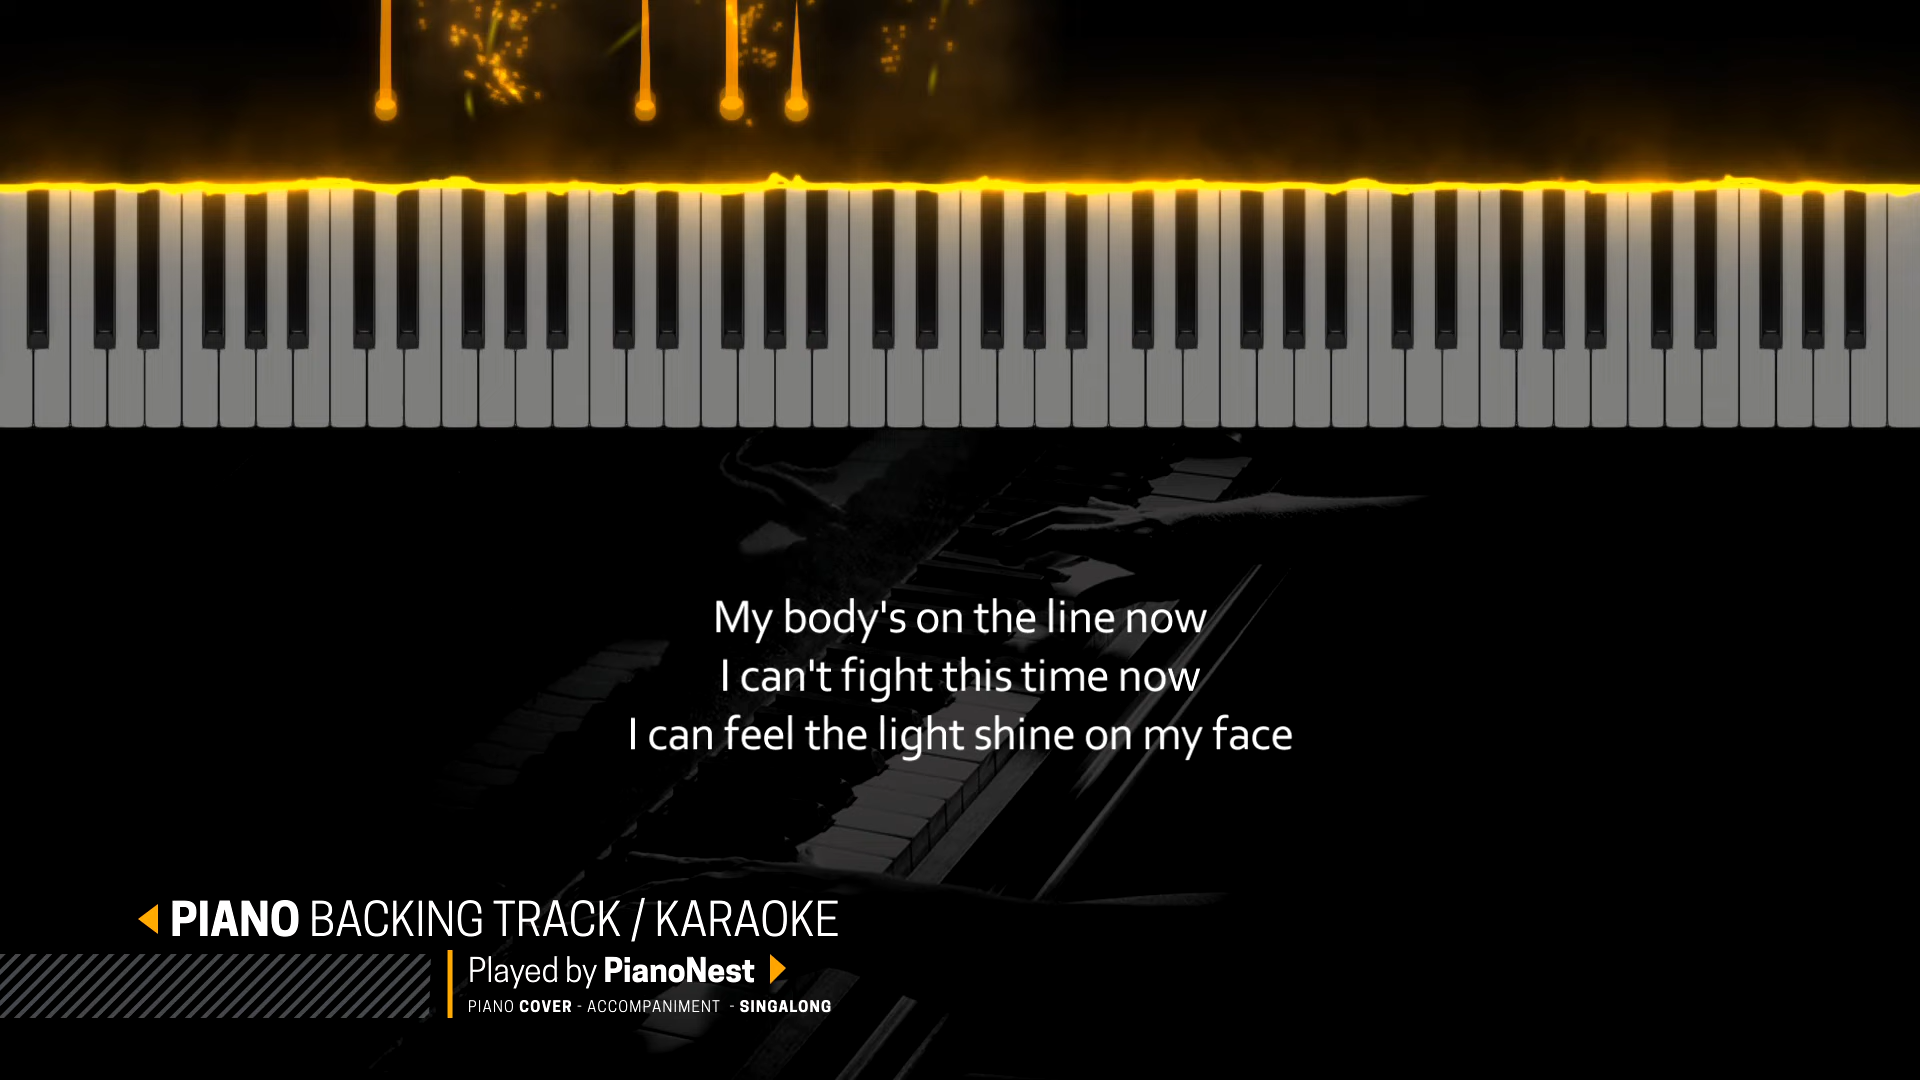 My body's on the line now
I can't fight this time now
I can feel the light shine on my face
PIANO BACKING TRACK / KARAOKE
Played by PianoNest
PIANO COVER - ACCOMPANIMENT - SINGALONG